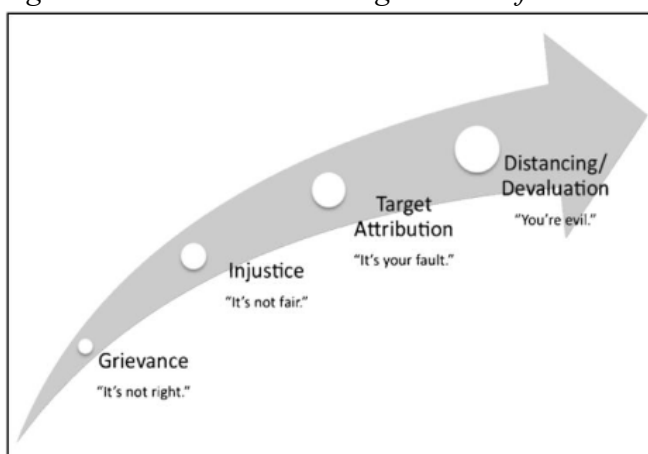 Distancing/
Devaluation
"You're evil."
Target
Attribution
"It's your fault."
Injustice
"It's not fair."
Grievance
"It's not right."